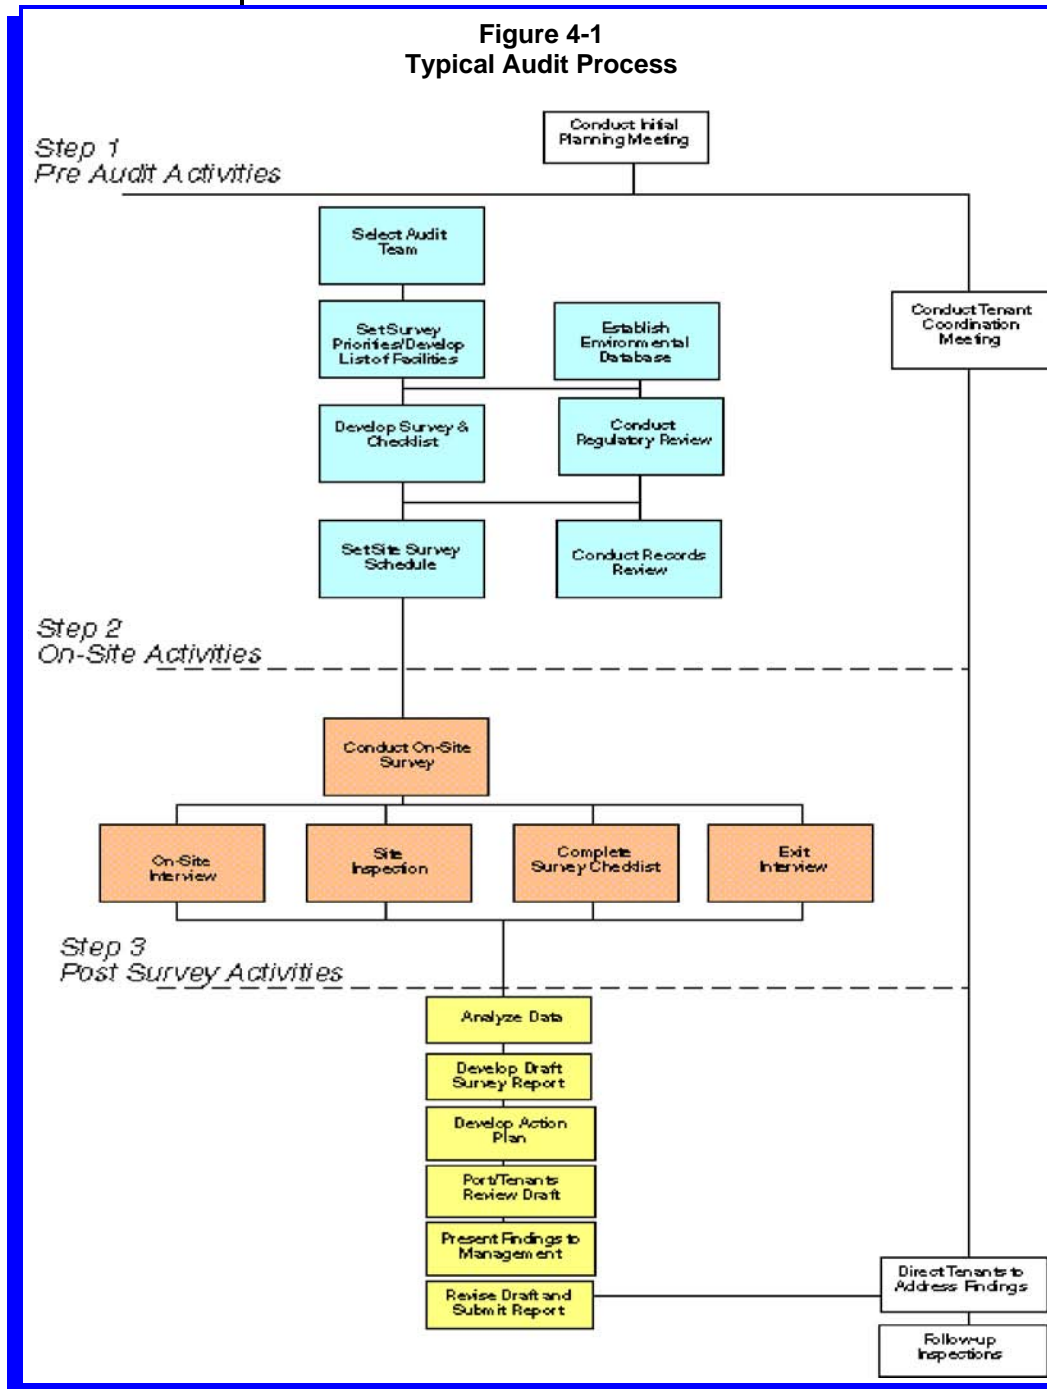 Figure 4-1
Typical Audit Process
Conduct Initial
Planning Meeting
Step 1
Pre Audit Activities
Select Audit
Team
Set Survey
Priorities/Develop
List of Facilities
Establish
Environmental
Database
Conduct Tenant
Coordination
Meeting
Develop Survey &
Checklist
Conduct
Regulatory Review
Set Site Survey
Schedule
Conduct Records
Review
Step 2
On-Site Activities
Conduct On-Site
Survey
On-Site
Interview
Site
Inspection
Complete
Survey Checklist
Exit
Interview
Step 3
Post Survey Activities
Analyze Data
Develop Draft
Survey Report
Develop Action
Plan
Port/Tenants
Review Draft
Present Findings to
Management
Revise Draft and
Submit Report
Direct Tenants to
Address Findings
Follow-up
Inspections